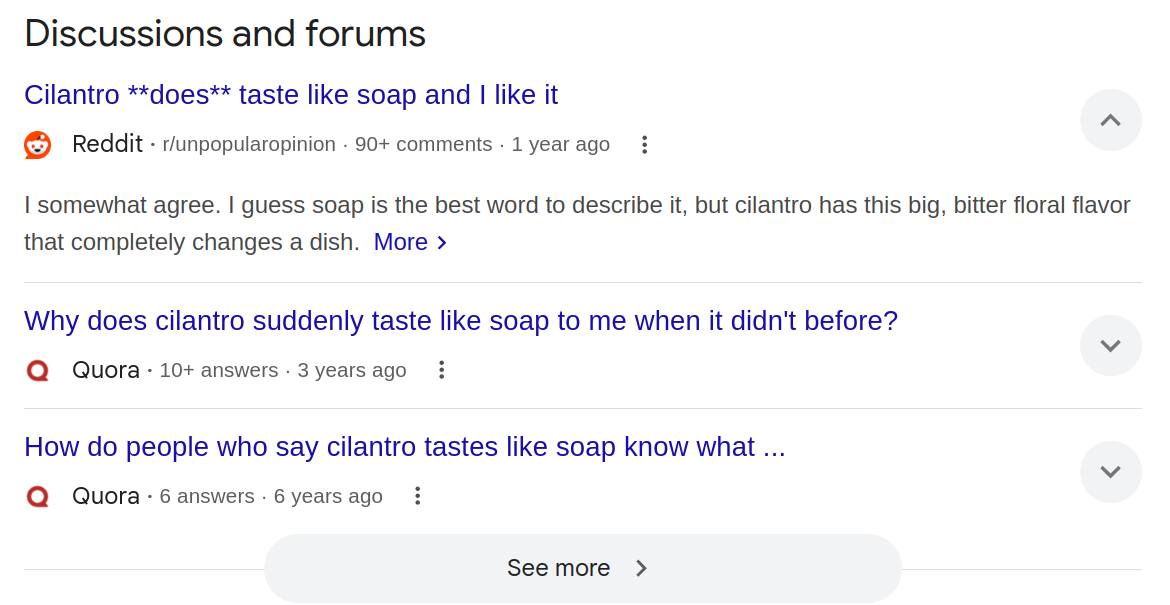 Discussions and forums
Cilantro **does** taste like soap and I like it
Reddit · r/unpopularopinion · 90+ comments · 1 year ago
I somewhat agree. I guess soap is the best word to describe it, but cilantro has this big, bitter floral flavor
that completely changes a dish. More
Why does cilantro suddenly taste like soap to me when it didn't before?
Quora · 10+ answers · 3 years ago
How do people who say cilantro tastes like soap know what ...
Quora · 6 answers · 6 years ago
See more